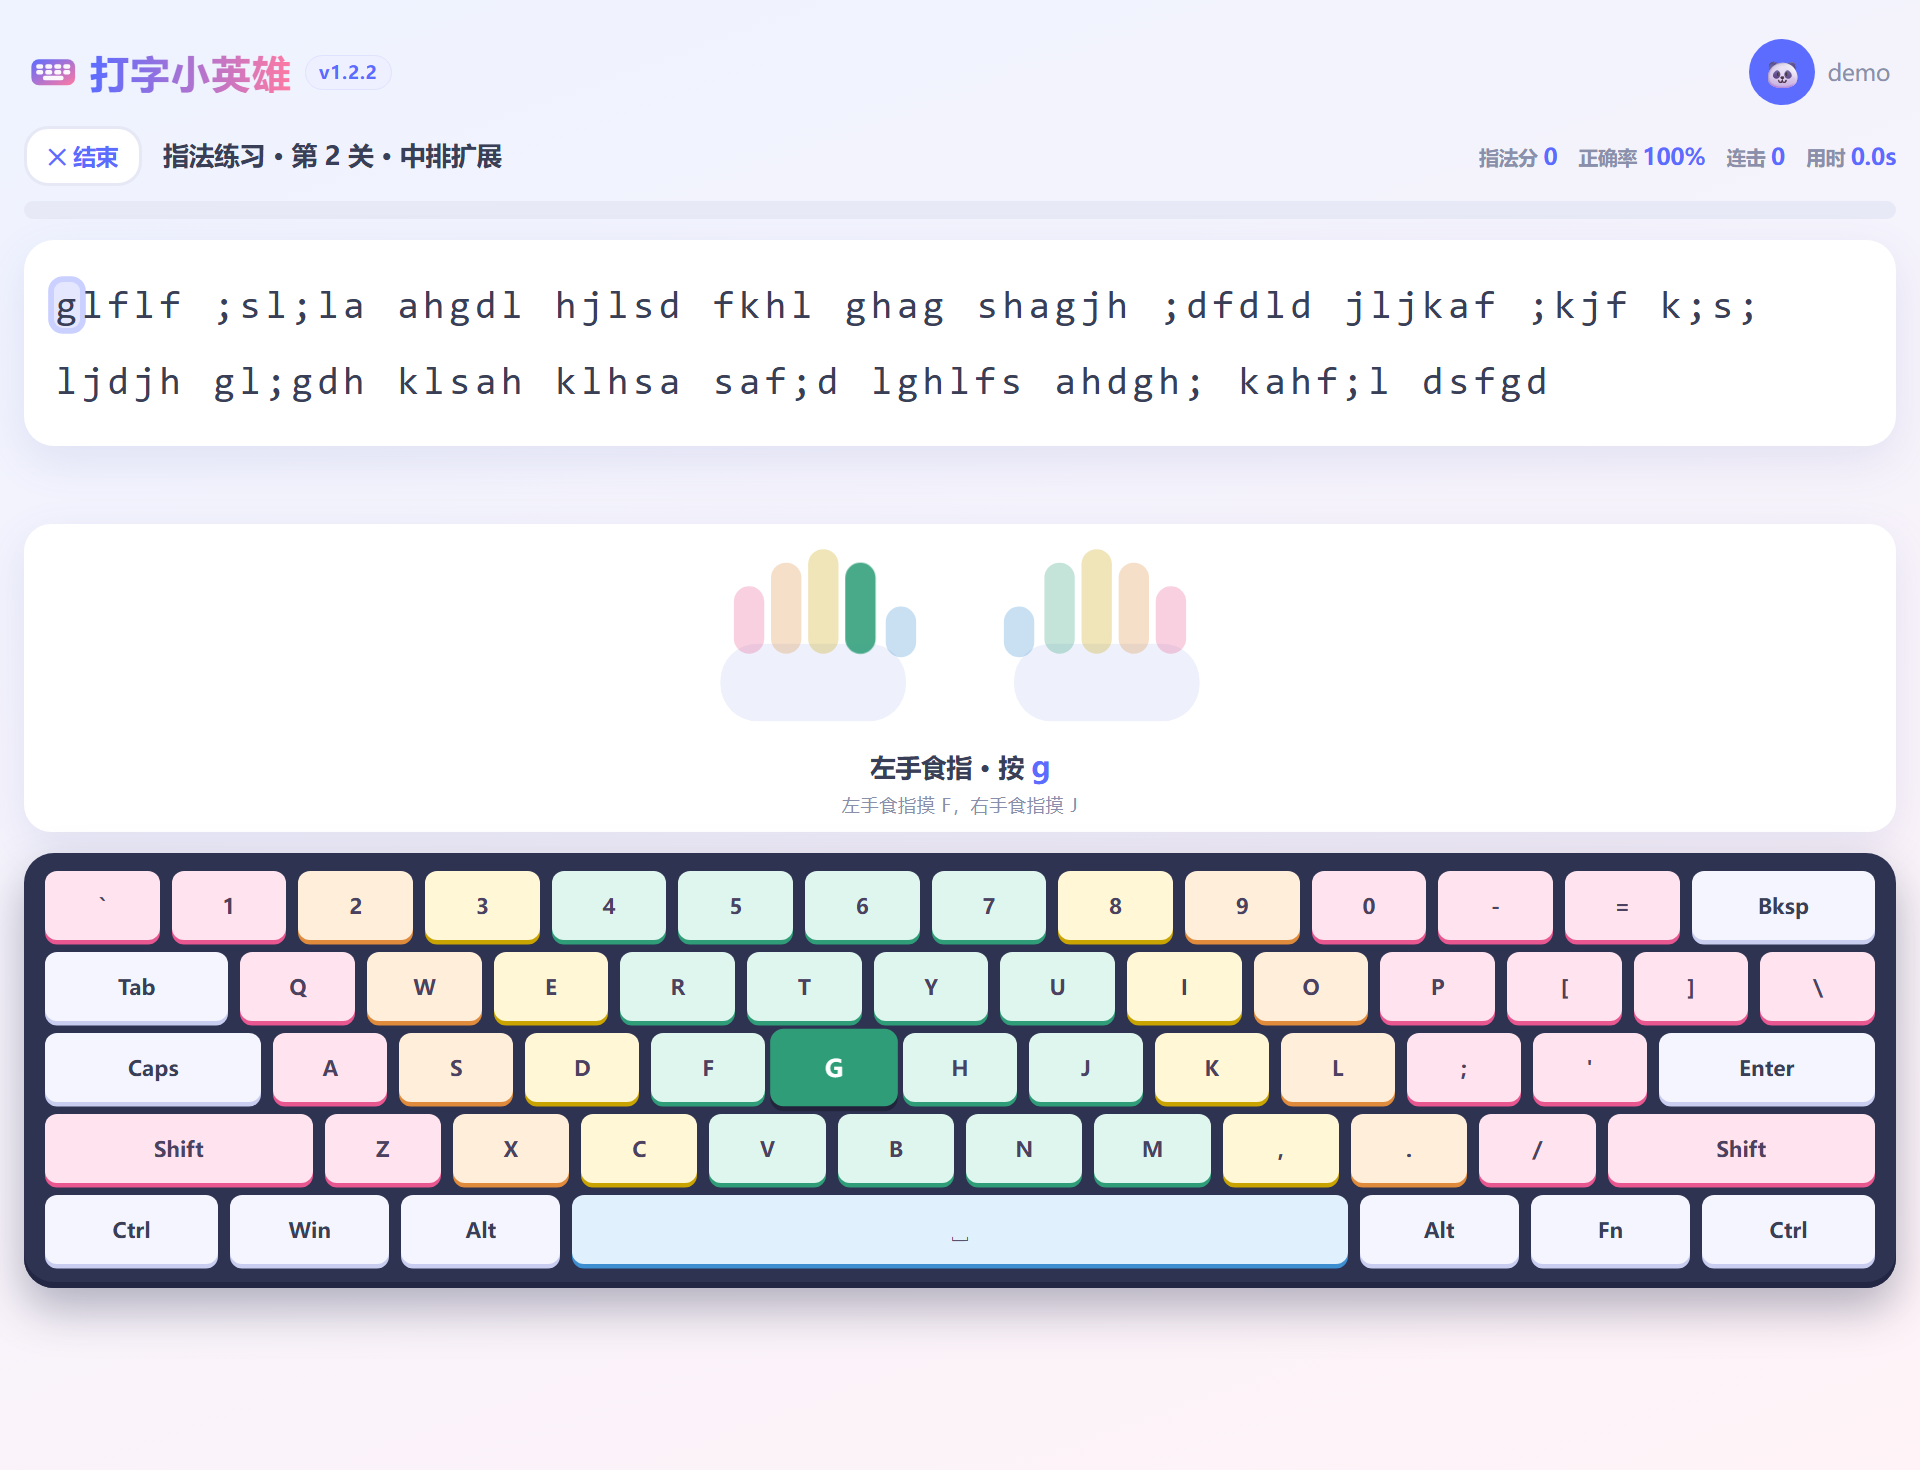 打字小英雄 v1.2.2 demo
结束 指法练习·第 2 关·中排扩展 指法分 0 正确率 100% 连击 0 用时 0.0s
glflf ;sl;la ahgdl hjlsd fkhl ghag shagjh ;dfdld jljkaf ;kjf k;s;
ljdjh gl;gdh klsah klhsa saf;d lghlfs ahdgh; kahf;l dsfgd
左手食指·按 g
左手食指摸 F，右手食指摸 J
` 1 2 3 4 5 6 7 8 9 0 - = Bksp
Tab Q W E R T Y U I O P [ ] \
Caps A S D F G H J K L ; ' Enter
Shift Z X C V B N M , . / Shift
Ctrl Win Alt ⎵ Alt Fn Ctrl